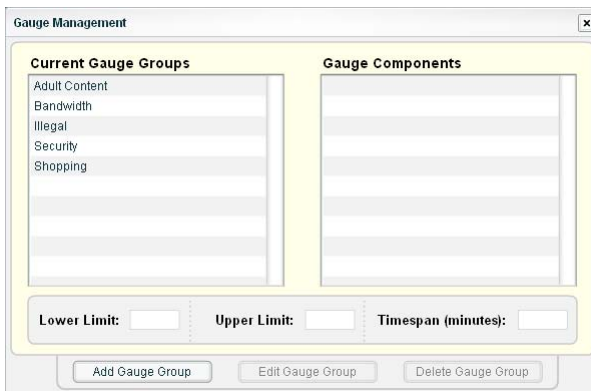 Gauge Management
x
Current Gauge Groups
Gauge Components
Adult Content
Bandwidth
Illegal
Security
Shopping
Lower Limit:
Upper Limit:
Timespan (minutes):
Add Gauge Group
Edit Gauge Group
Delete Gauge Group